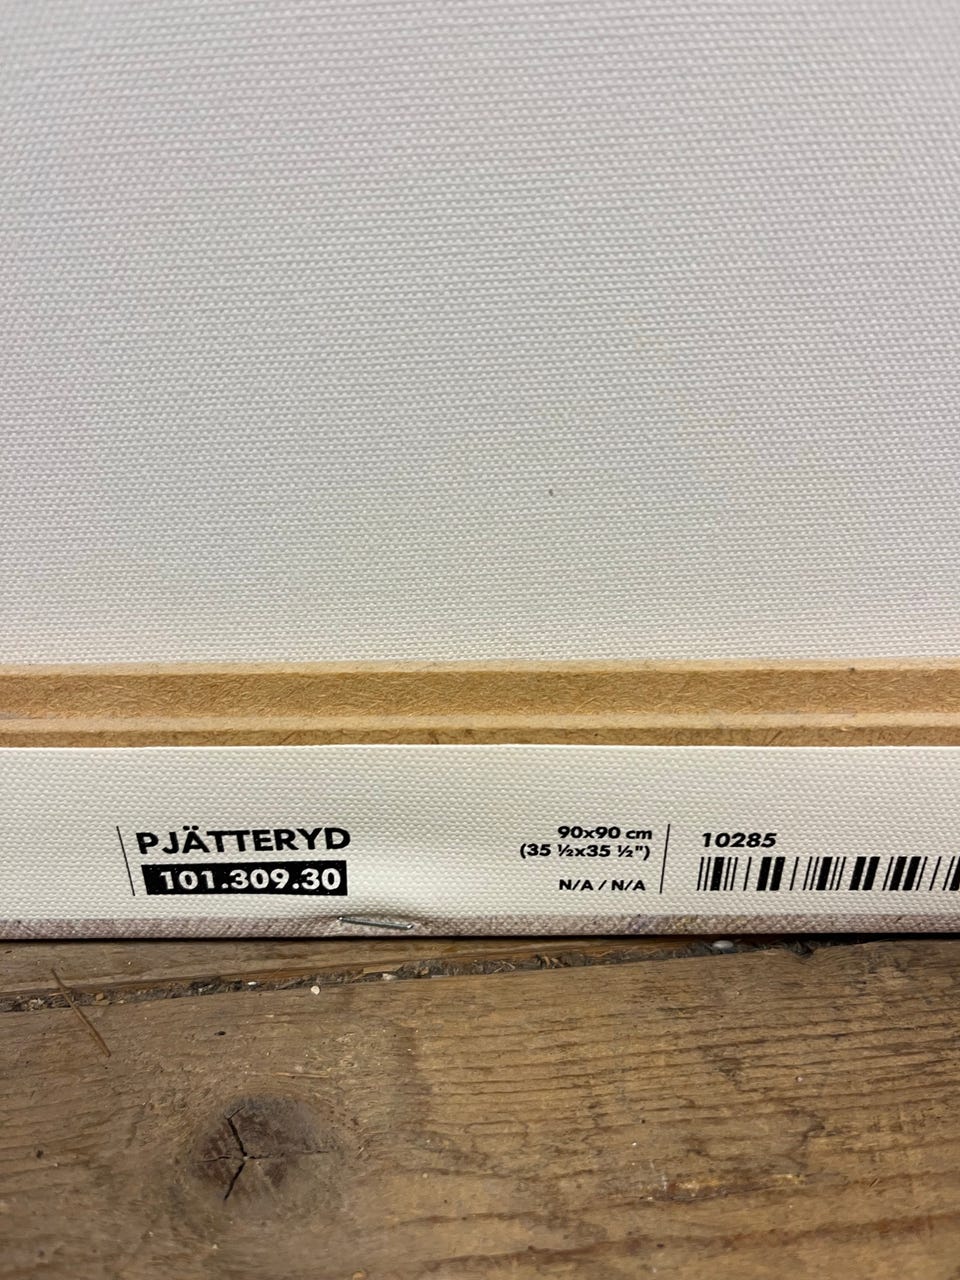 PJÄTTERYD
101.309.30
90x90 cm
(35 ½x35 ½")
N/A / N/A
10285